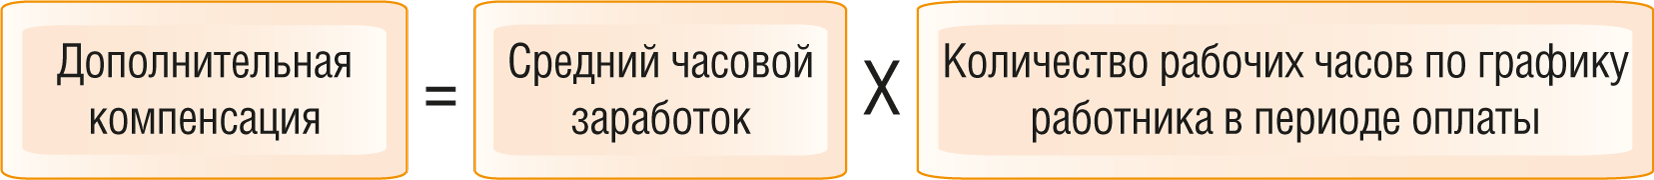 Дополнительная
компенсация
=
Средний часовой
заработок
X
Количество рабочих часов по графику
работника в периоде оплаты